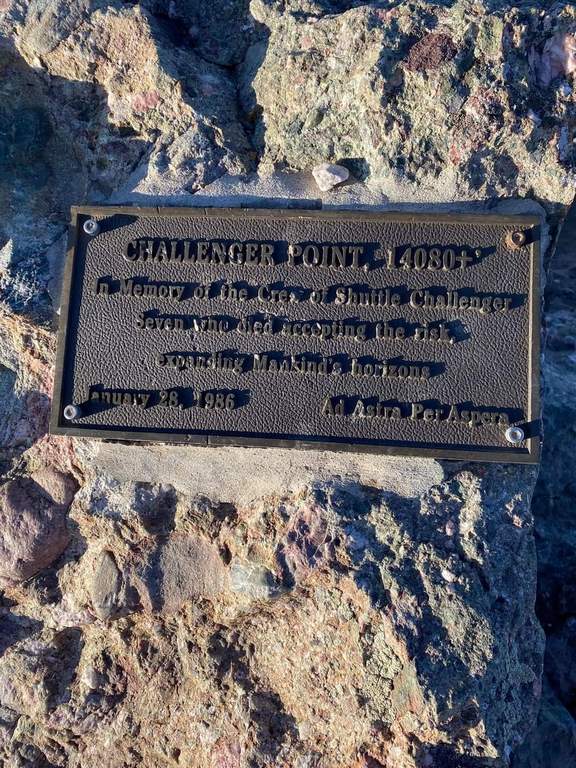 CHALLENGER POINT, 14080+'
In Memory of the Crew of Shuttle Challenger
Seven who died accepting the risk,
expanding Mankind's horizons
January 28, 1986 Ad Astra Per Aspera